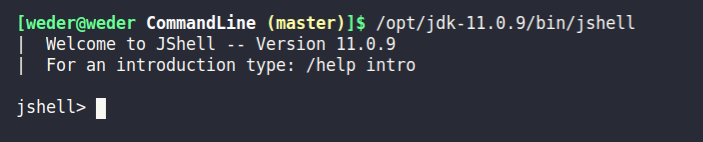 [weder@weder CommandLine (master)]$ /opt/jdk-11.0.9/bin/jshell
|  Welcome to JShell -- Version 11.0.9
|  For an introduction type: /help intro
jshell>